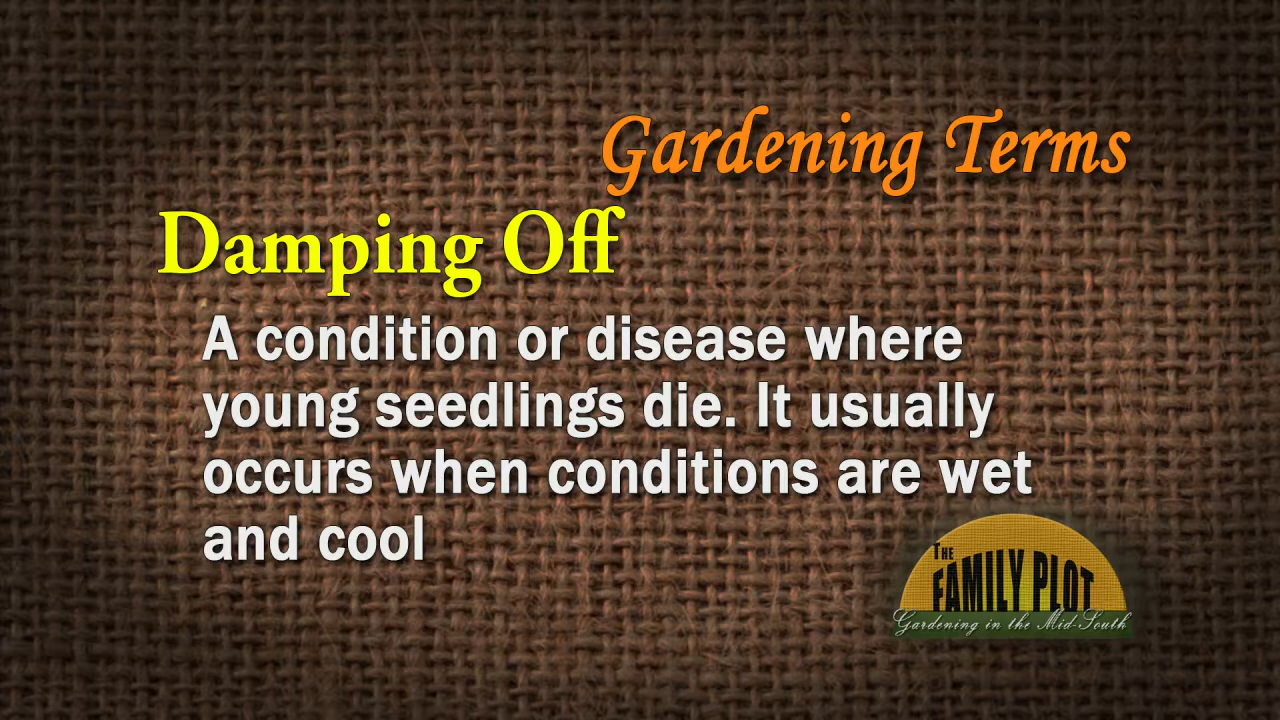 Gardening Terms
Damping Off
A condition or disease where
young seedlings die. It usually
occurs when conditions are wet
and cool
THE
FAMILY PLOT
Gardening in the Mid-South